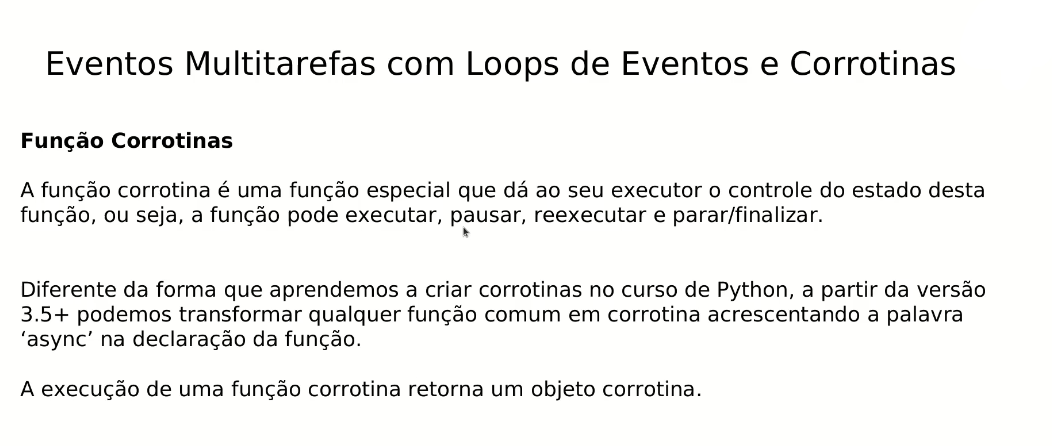 Eventos Multitarefas com Loops de Eventos e Corrotinas
Função Corrotinas
A função corrotina é uma função especial que dá ao seu executor o controle do estado desta
função, ou seja, a função pode executar, pausar, reexecutar e parar/finalizar.
Diferente da forma que aprendemos a criar corrotinas no curso de Python, a partir da versão
3.5+ podemos transformar qualquer função comum em corrotina acrescentando a palavra
‘async’ na declaração da função.
A execução de uma função corrotina retorna um objeto corrotina.